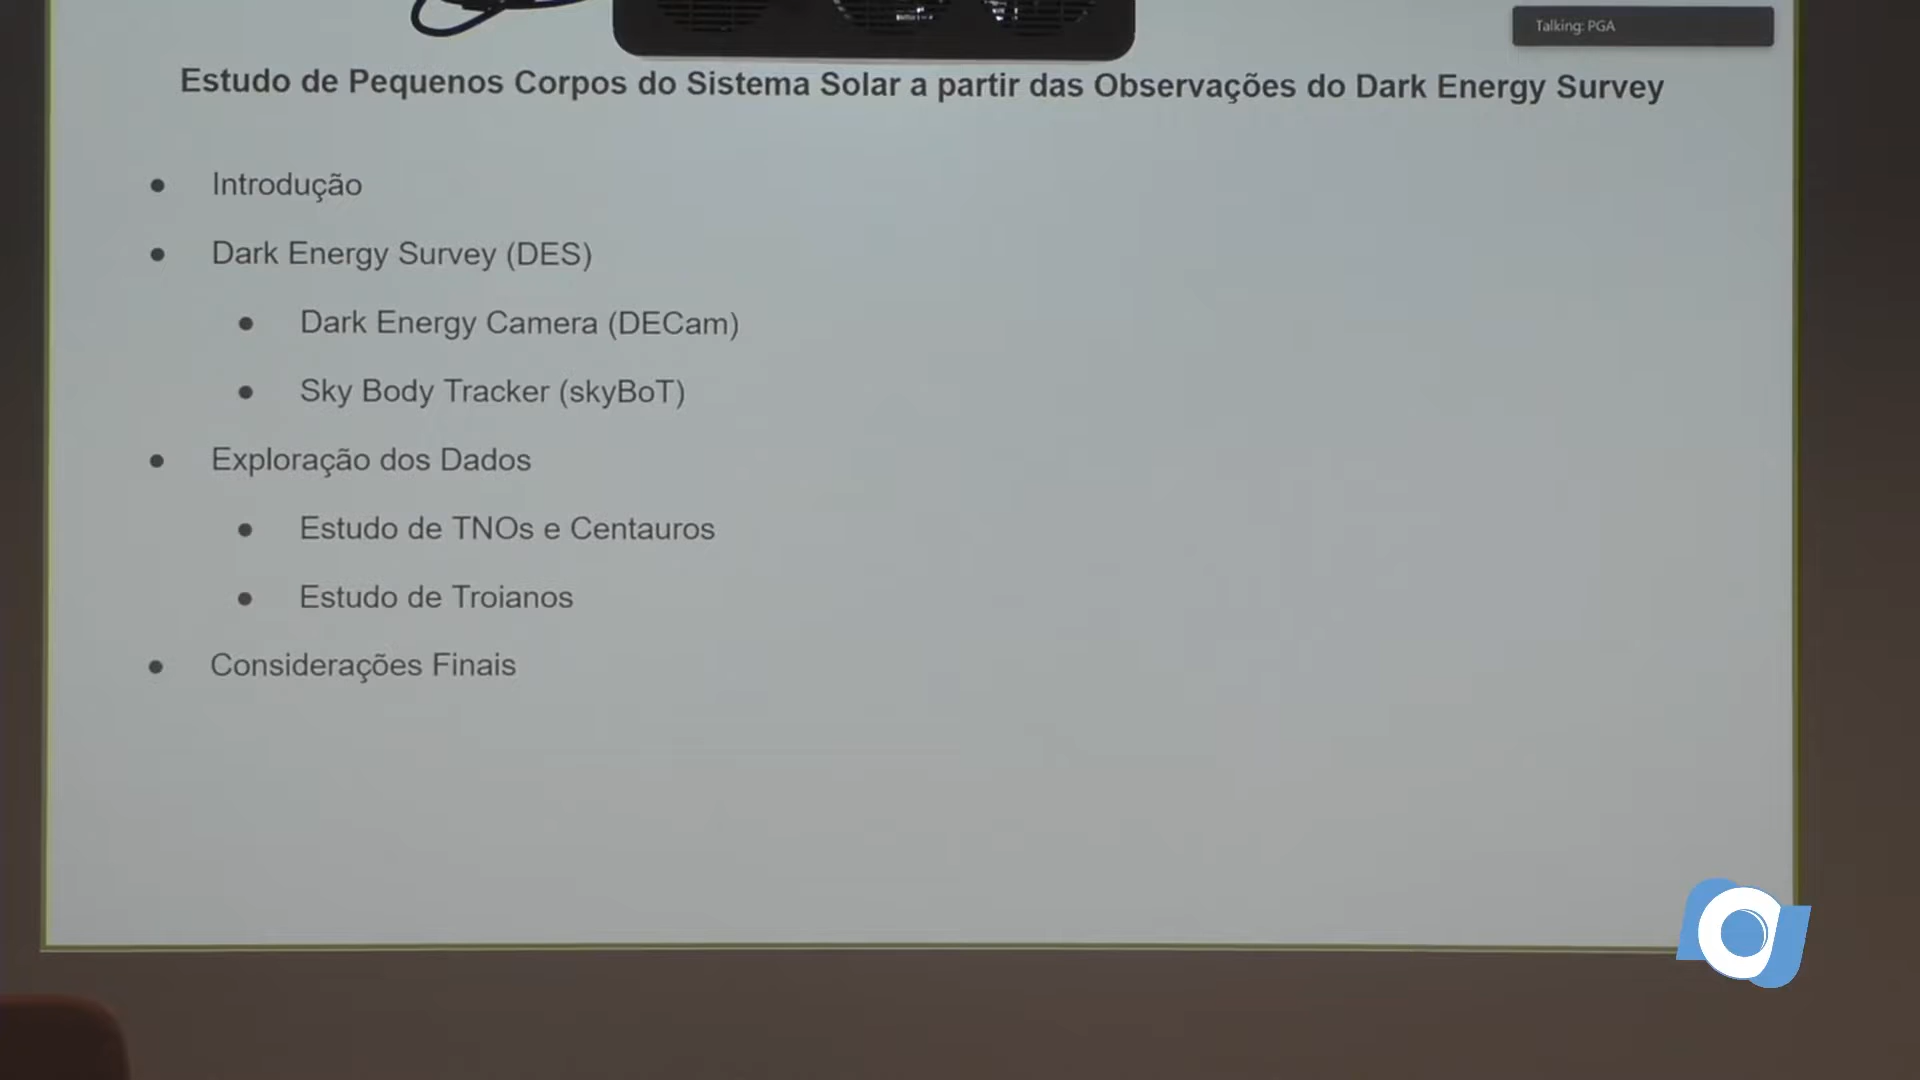 Talking: PGA
Estudo de Pequenos Corpos do Sistema Solar a partir das Observações do Dark Energy Survey
● Introdução
● Dark Energy Survey (DES)
● Dark Energy Camera (DECam)
● Sky Body Tracker (skyBoT)
● Exploração dos Dados
● Estudo de TNOs e Centauros
● Estudo de Troianos
● Considerações Finais